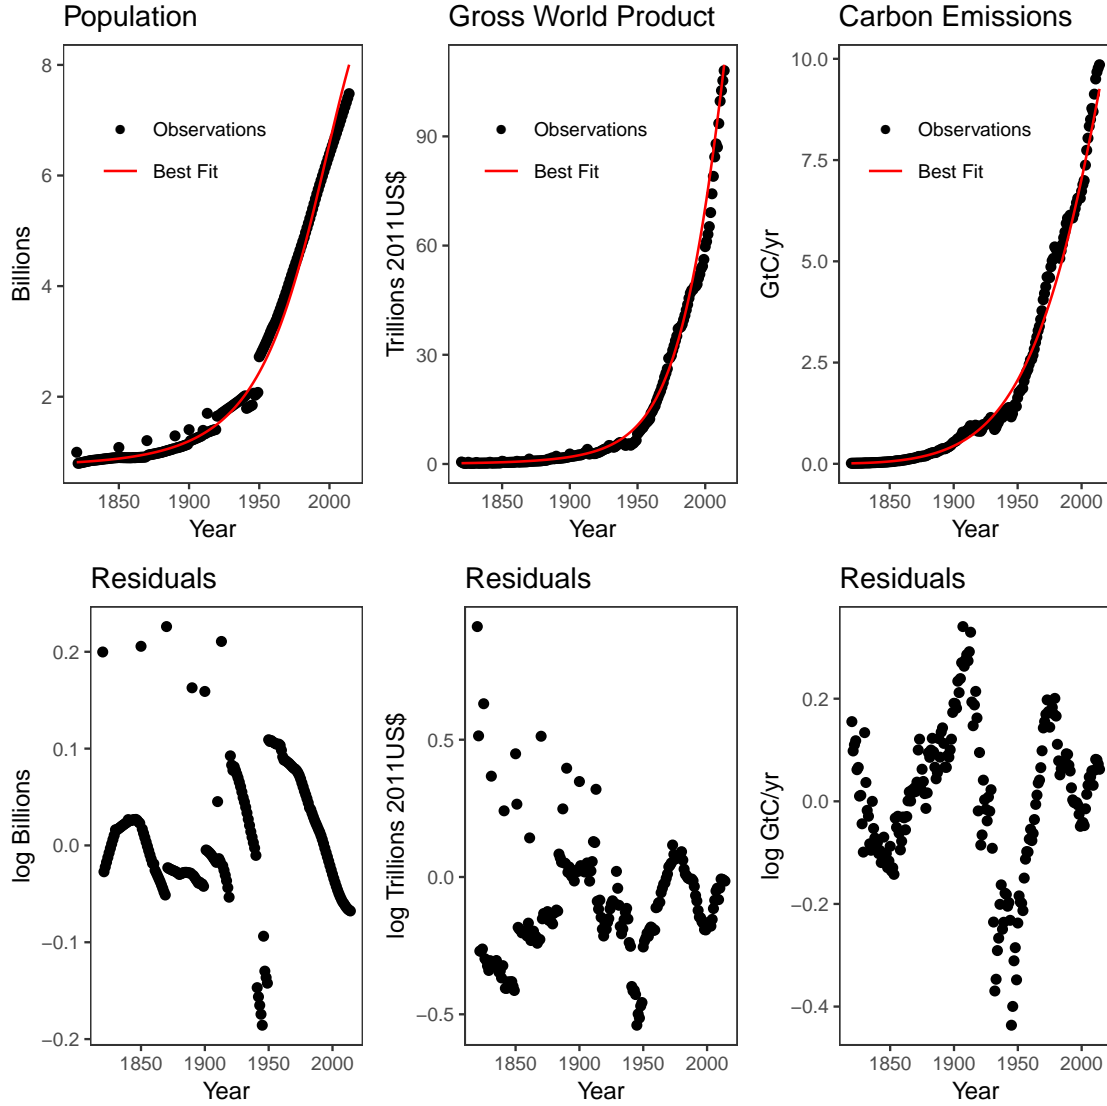 Population
Gross World Product
Carbon Emissions
8
6
4
2
Billions
Observations
Best Fit
1850 1900 1950 2000
Year
90
60
30
0
Trillions 2011US$
Observations
Best Fit
1850 1900 1950 2000
Year
10.0
7.5
5.0
2.5
0.0
GtC/yr
Observations
Best Fit
1850 1900 1950 2000
Year
Residuals
Residuals
Residuals
0.2
0.1
0.0
−0.1
−0.2
log Billions
1850 1900 1950 2000
Year
0.5
0.0
−0.5
log Trillions 2011US$
1850 1900 1950 2000
Year
0.2
0.0
−0.2
−0.4
log GtC/yr
1850 1900 1950 2000
Year